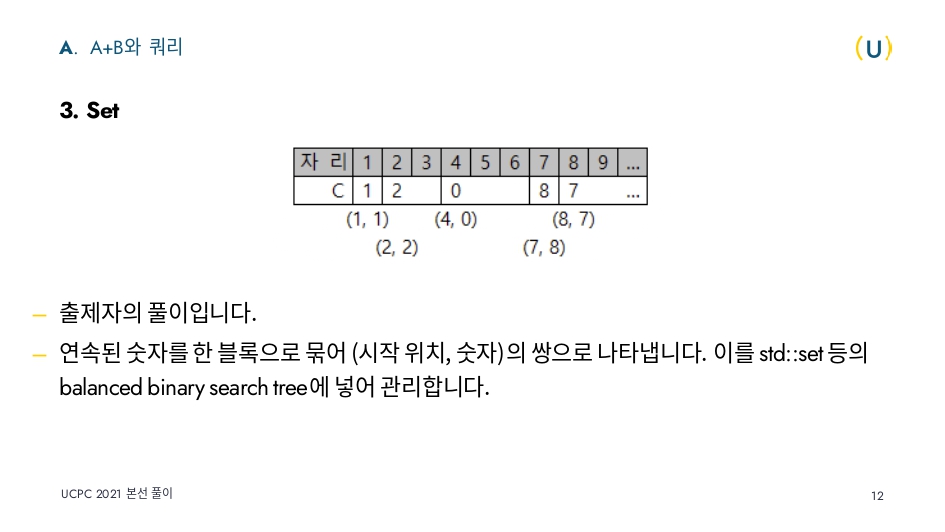 A. A+B와 쿼리
(U)
3. Set
자 리 1 2 3 4 5 6 7 8 9 ...
C 1 2 0 8 7 ...
(1, 1) (4, 0) (8, 7)
(2, 2) (7, 8)
– 출제자의 풀이입니다.
– 연속된 숫자를 한 블록으로 묶어 (시작 위치, 숫자)의 쌍으로 나타냅니다. 이를 std::set 등의
balanced binary search tree에 넣어 관리합니다.
UCPC 2021 본선 풀이
12